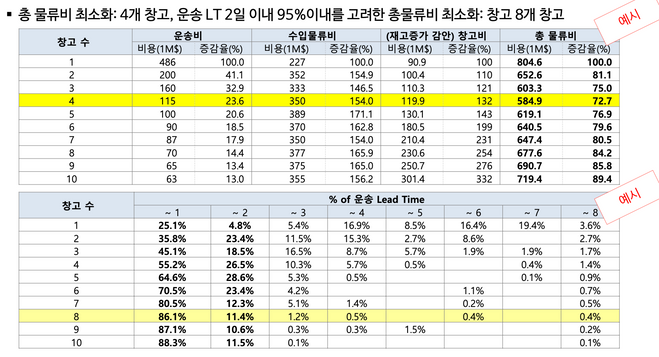 ▪ 총 물류비 최소화: 4개 창고, 운송 LT 2일 이내 95%이내를 고려한 총물류비 최소화: 창고 8개 창고
예시
창고 수 운송비 수입물류비 (재고증가 감안) 창고비 총 물류비
비용(1M$) 증감율(%) 비용(1M$) 증감율(%) 비용(1M$) 증감율(%) 비용(1M$) 증감율(%)
1 486 100.0 227 100.0 90.9 100 804.6 100.0
2 200 41.1 352 154.9 100.4 110 652.6 81.1
3 160 32.9 333 146.5 110.3 121 603.3 75.0
4 115 23.6 350 154.0 119.9 132 584.9 72.7
5 100 20.6 389 171.1 130.1 143 619.1 76.9
6 90 18.5 370 162.8 180.5 199 640.5 79.6
7 87 17.9 350 154.0 210.4 231 647.4 80.5
8 70 14.4 377 165.9 230.6 254 677.6 84.2
9 65 13.4 375 165.0 250.7 276 690.7 85.8
10 63 13.0 355 156.2 301.4 332 719.4 89.4
예시
창고 수 % of 운송 Lead Time
~ 1 ~ 2 ~ 3 ~ 4 ~ 5 ~ 6 ~ 7 ~ 8
1 25.1% 4.8% 5.4% 16.9% 8.5% 16.4% 19.4% 3.6%
2 35.8% 23.4% 11.5% 15.3% 2.7% 8.6% 2.7%
3 45.1% 18.5% 16.5% 8.7% 5.7% 1.9% 1.9% 1.7%
4 55.2% 26.5% 10.3% 5.7% 0.5% 0.4% 1.4%
5 64.6% 28.6% 5.3% 0.5% 0.1% 0.9%
6 70.5% 23.4% 4.2% 1.1% 0.7%
7 80.5% 12.3% 5.1% 1.4% 0.2% 0.5%
8 86.1% 11.4% 1.2% 0.5% 0.4% 0.4%
9 87.1% 10.6% 0.3% 0.3% 1.5% 0.2%
10 88.3% 11.5% 0.1% 0.1%